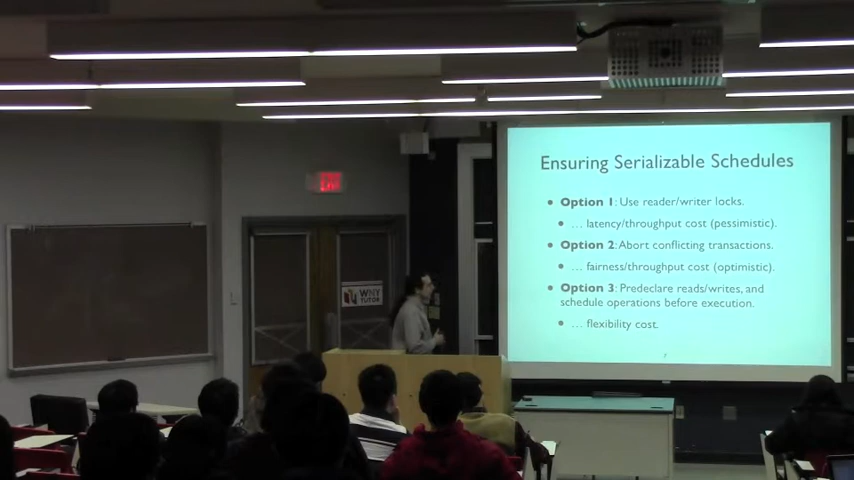 Ensuring Serializable Schedules
• Option 1: Use reader/writer locks.
• ... latency/throughput cost (pessimistic).
• Option 2: Abort conflicting transactions.
• ... fairness/throughput cost (optimistic).
• Option 3: Predeclare reads/writes, and
schedule operations before execution.
• ... flexibility cost.
WNY
TUTOR